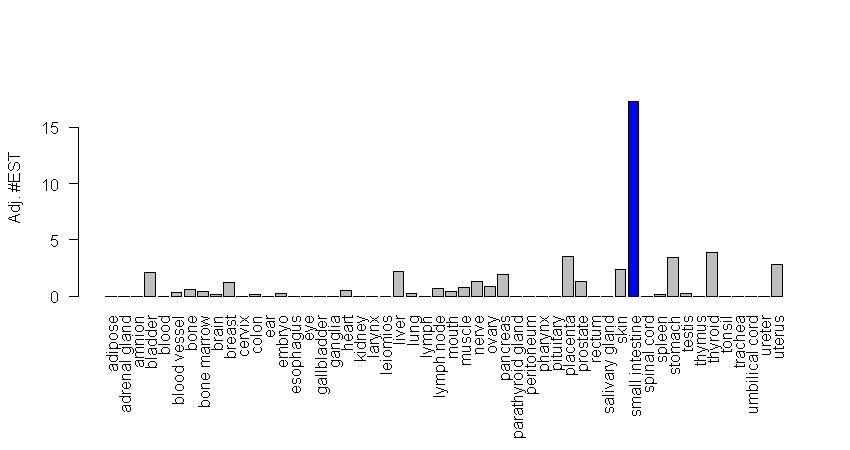 Adj. #EST
15
10
5
0
adipose
adrenal gland
amnion
bladder
blood
blood vessel
bone
bone marrow
brain
breast
cervix
colon
ear
embryo
esophagus
eye
gallbladder
ganglia
heart
kidney
larynx
leiomios
liver
lung
lymph
lymph node
mouth
muscle
nerve
ovary
pancreas
parathyroid gland
peritoneum
pharynx
pituitary
placenta
prostate
rectum
salivary gland
skin
small intestine
spinal cord
spleen
stomach
testis
thymus
thyroid
tonsil
trachea
umbilical cord
ureter
uterus